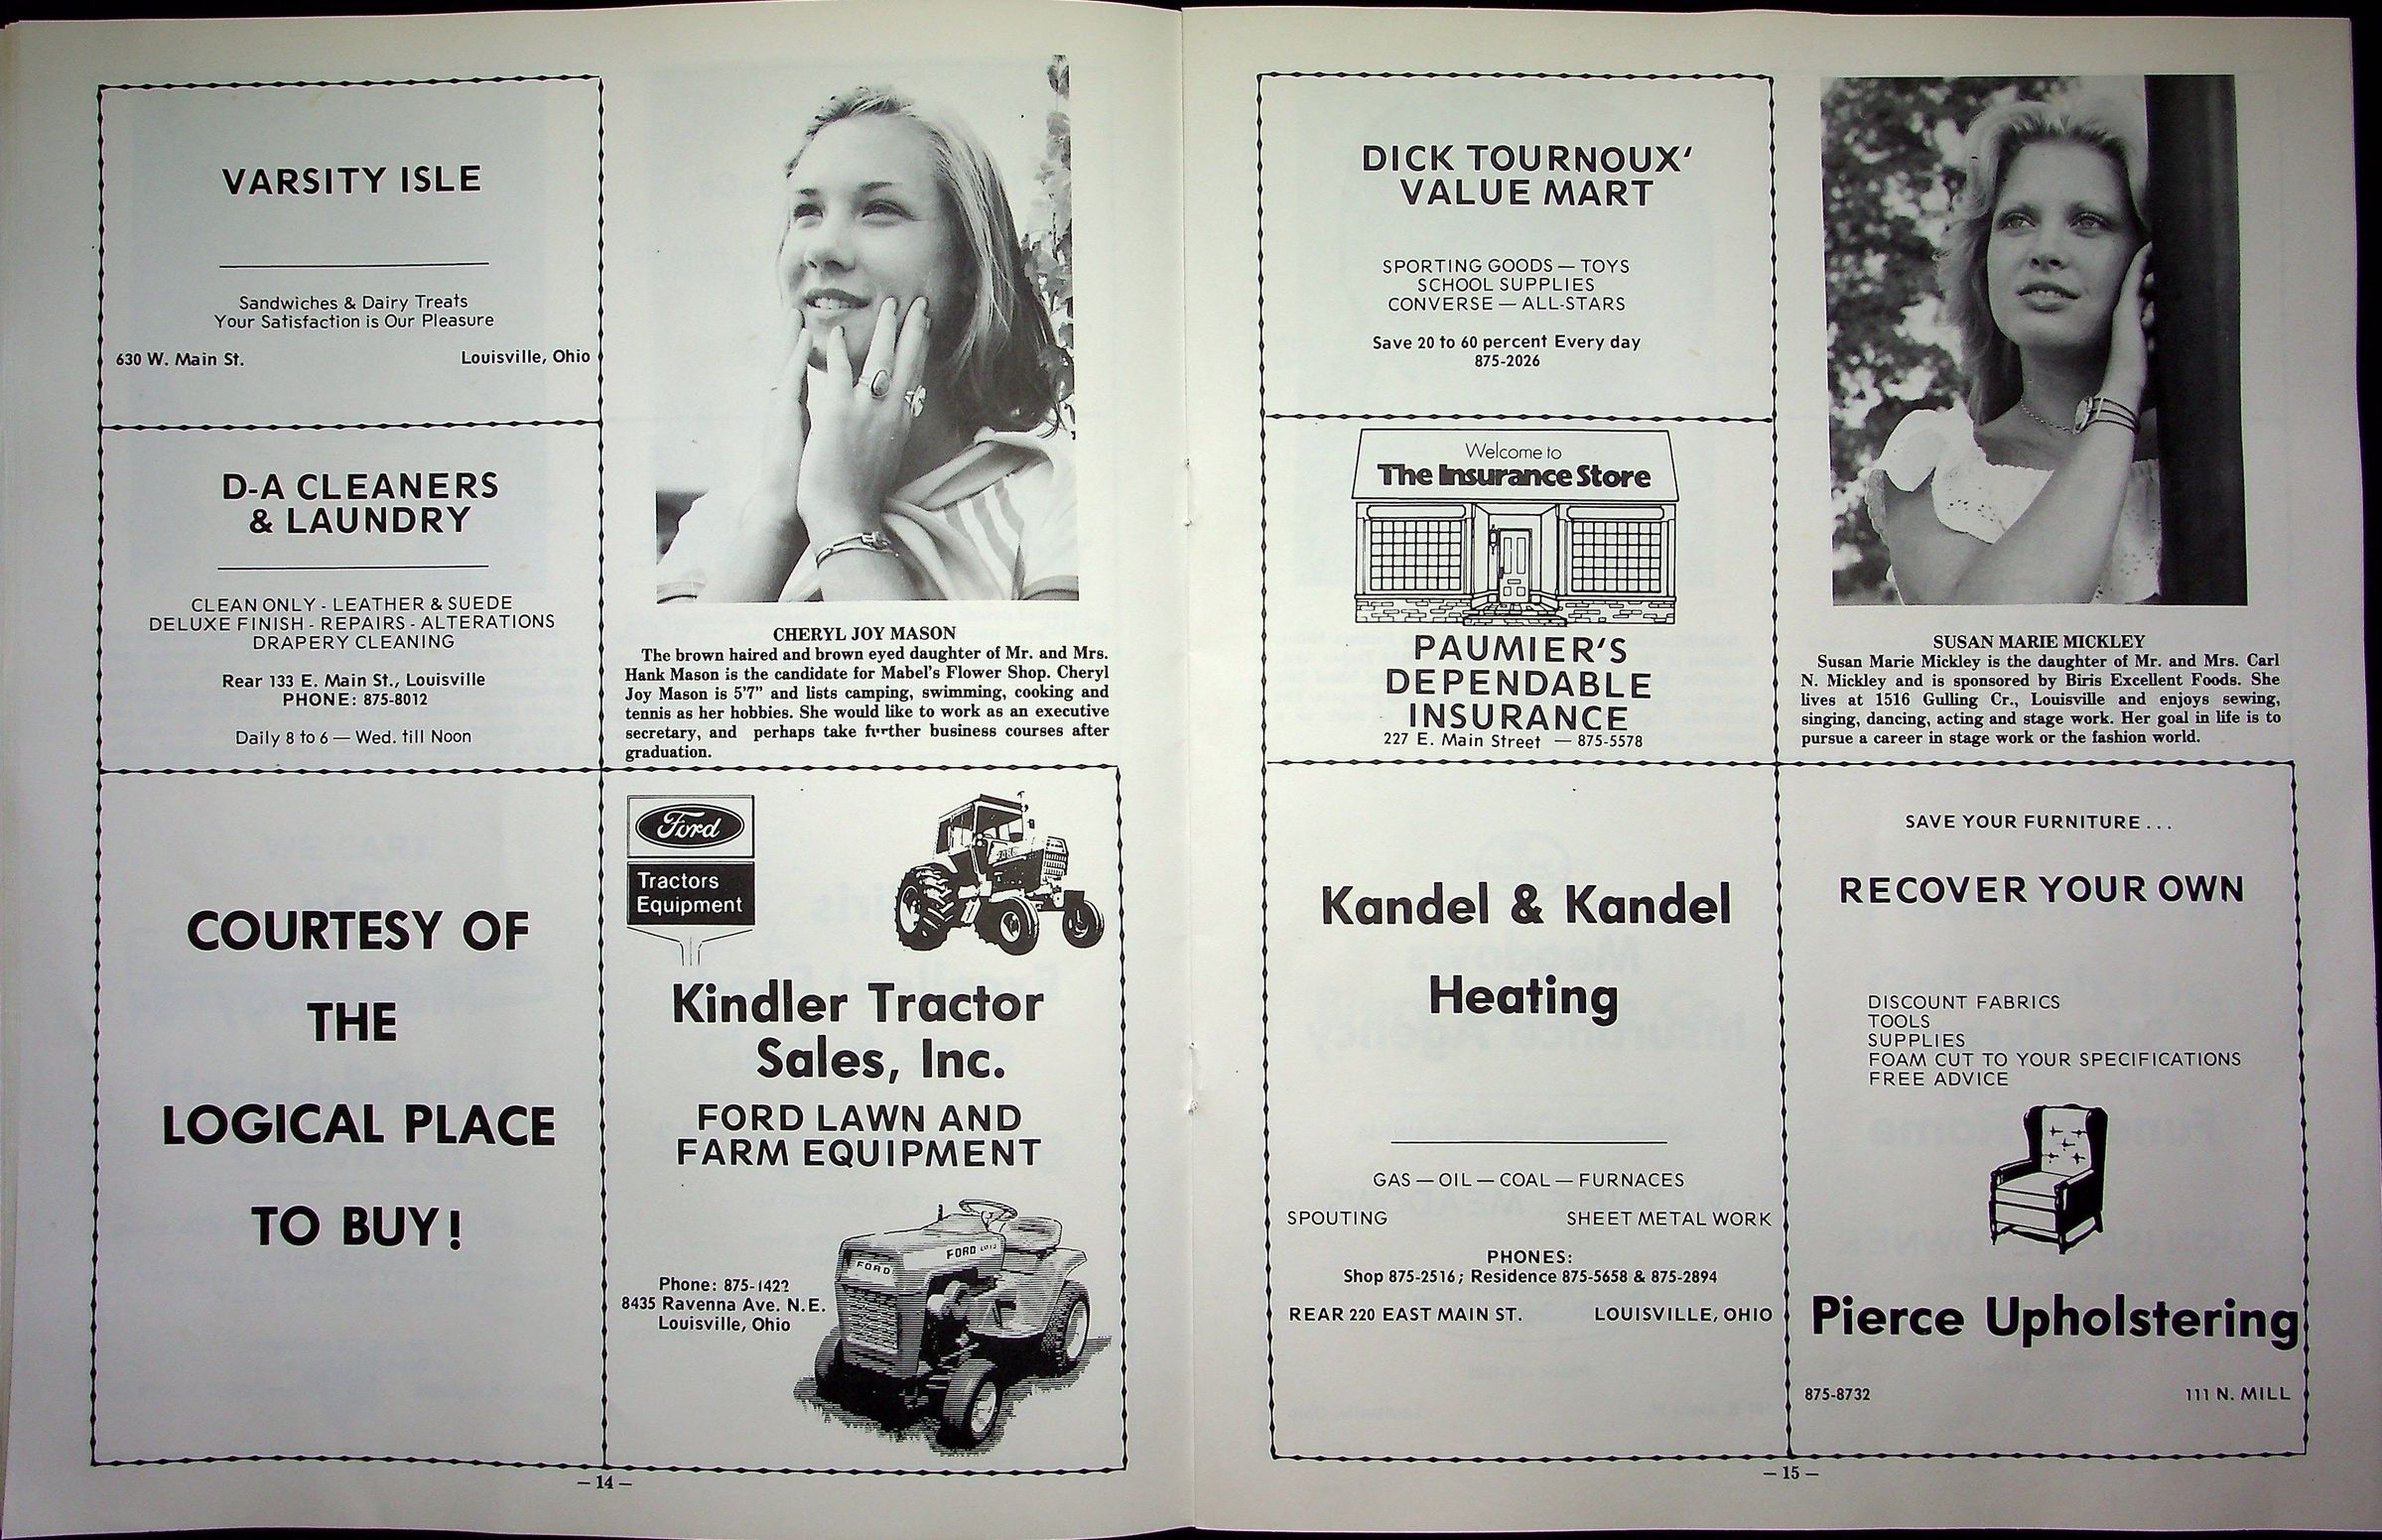 VARSITY ISLE
Sandwiches & Dairy Treats
Your Satisfaction is Our Pleasure
630 W. Main St. Louisville, Ohio
D-A CLEANERS
& LAUNDRY
CLEAN ONLY - LEATHER & SUEDE
DELUXE FINISH - REPAIRS - ALTERATIONS
DRAPERY CLEANING
Rear 133 E. Main St., Louisville
PHONE: 875-8012
Daily 8 to 6 — Wed. till Noon
CHERYL JOY MASON
The brown haired and brown eyed daughter of Mr. and Mrs.
Hank Mason is the candidate for Mabel's Flower Shop. Cheryl
Joy Mason is 5'7" and lists camping, swimming, cooking and
tennis as her hobbies. She would like to work as an executive
secretary, and perhaps take further business courses after
graduation.
COURTESY OF
THE
LOGICAL PLACE
TO BUY!
Ford
Tractors
Equipment
Kindler Tractor
Sales, Inc.
FORD LAWN AND
FARM EQUIPMENT
FORD
FORD
Phone: 875-1422
8435 Ravenna Ave. N.E.
Louisville, Ohio
— 14 —
DICK TOURNOUX'
VALUE MART
SPORTING GOODS — TOYS
SCHOOL SUPPLIES
CONVERSE — ALL-STARS
Save 20 to 60 percent Every day
875-2026
Welcome to
The Insurance Store
PAUMIER'S
DEPENDABLE
INSURANCE
227 E. Main Street — 875-5578
SUSAN MARIE MICKLEY
Susan Marie Mickley is the daughter of Mr. and Mrs. Carl
N. Mickley and is sponsored by Biris Excellent Foods. She
lives at 1516 Gulling Cr., Louisville and enjoys sewing,
singing, dancing, acting and stage work. Her goal in life is to
pursue a career in stage work or the fashion world.
Kandel & Kandel
Heating
GAS — OIL — COAL — FURNACES
SPOUTING SHEET METAL WORK
PHONES:
Shop 875-2516; Residence 875-5658 & 875-2894
REAR 220 EAST MAIN ST. LOUISVILLE, OHIO
SAVE YOUR FURNITURE...
RECOVER YOUR OWN
DISCOUNT FABRICS
TOOLS
SUPPLIES
FOAM CUT TO YOUR SPECIFICATIONS
FREE ADVICE
Pierce Upholstering
875-8732 111 N. MILL
— 15 —